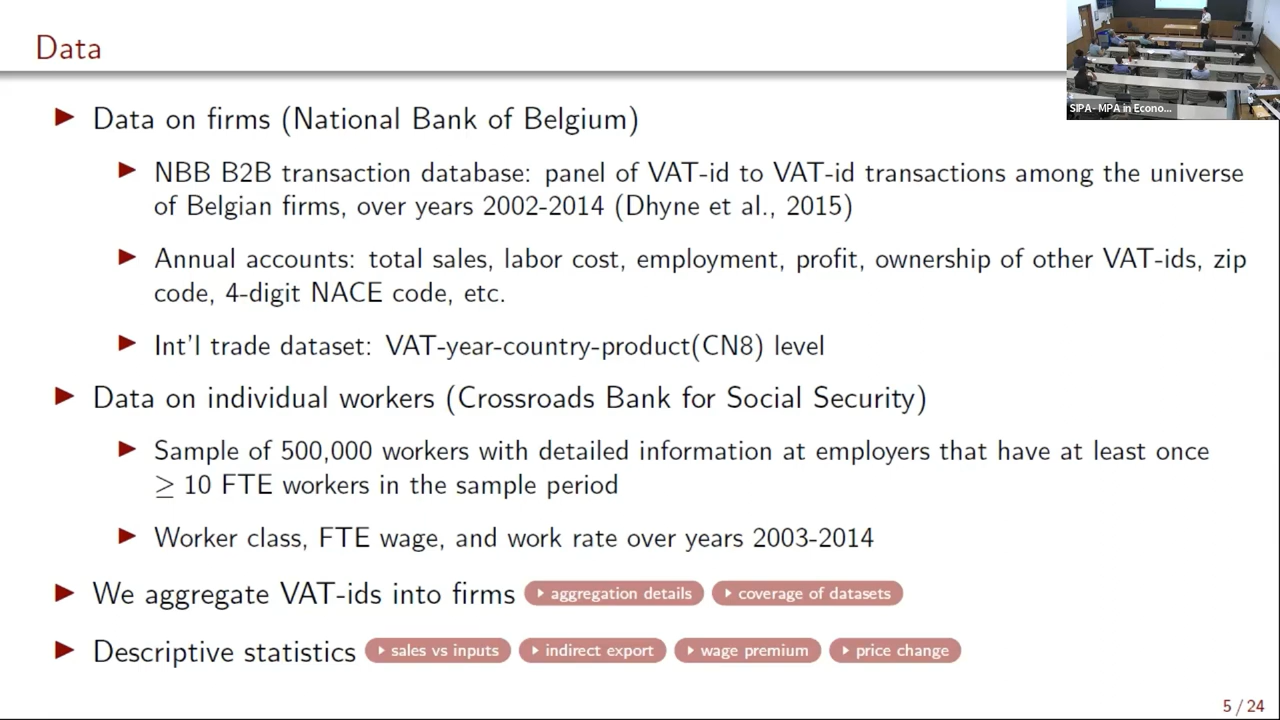 Data
SIPA- MPA in Econo...
▶ Data on firms (National Bank of Belgium)
▶ NBB B2B transaction database: panel of VAT-id to VAT-id transactions among the universe
of Belgian firms, over years 2002-2014 (Dhyne et al., 2015)
▶ Annual accounts: total sales, labor cost, employment, profit, ownership of other VAT-ids, zip
code, 4-digit NACE code, etc.
▶ Int'l trade dataset: VAT-year-country-product(CN8) level
▶ Data on individual workers (Crossroads Bank for Social Security)
▶ Sample of 500,000 workers with detailed information at employers that have at least once
≥ 10 FTE workers in the sample period
▶ Worker class, FTE wage, and work rate over years 2003-2014
▶ We aggregate VAT-ids into firms ▶ aggregation details ▶ coverage of datasets
▶ Descriptive statistics ▶ sales vs inputs ▶ indirect export ▶ wage premium ▶ price change
5 / 24